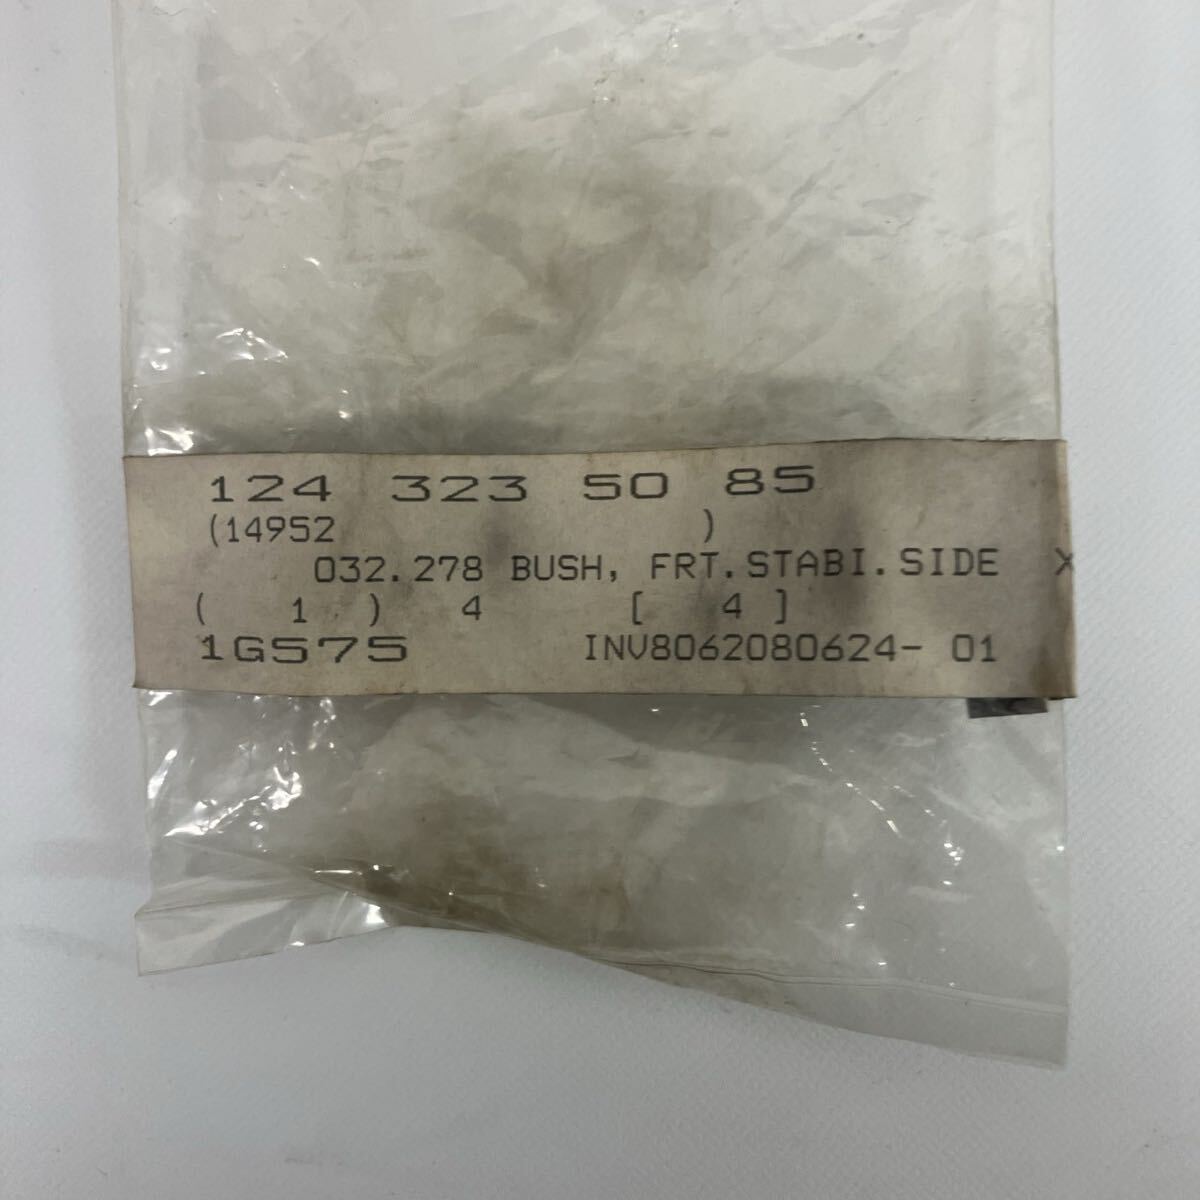 124 323 50 85
(14952 )
032.278 BUSH, FRT.STABI.SIDE X
( 1 ) 4 [ 4 ]
1G575 INV8062080624- 01